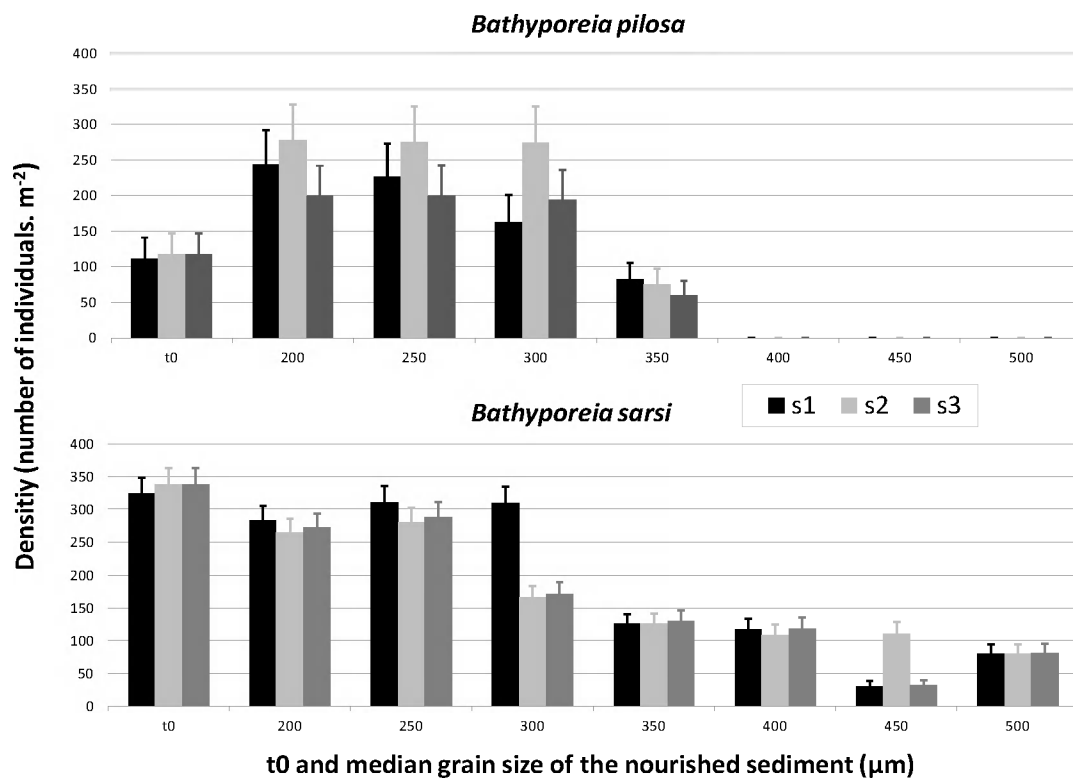 Bathyporeia pilosa
400
350
300
250
200
150
100
50
0
t0 200 250 300 350 400 450 500
s1 s2 s3
Bathyporeia sarsi
400
350
300
250
200
150
100
50
0
t0 200 250 300 350 400 450 500
Densitiy (number of individuals. m-2)
t0 and median grain size of the nourished sediment (µm)